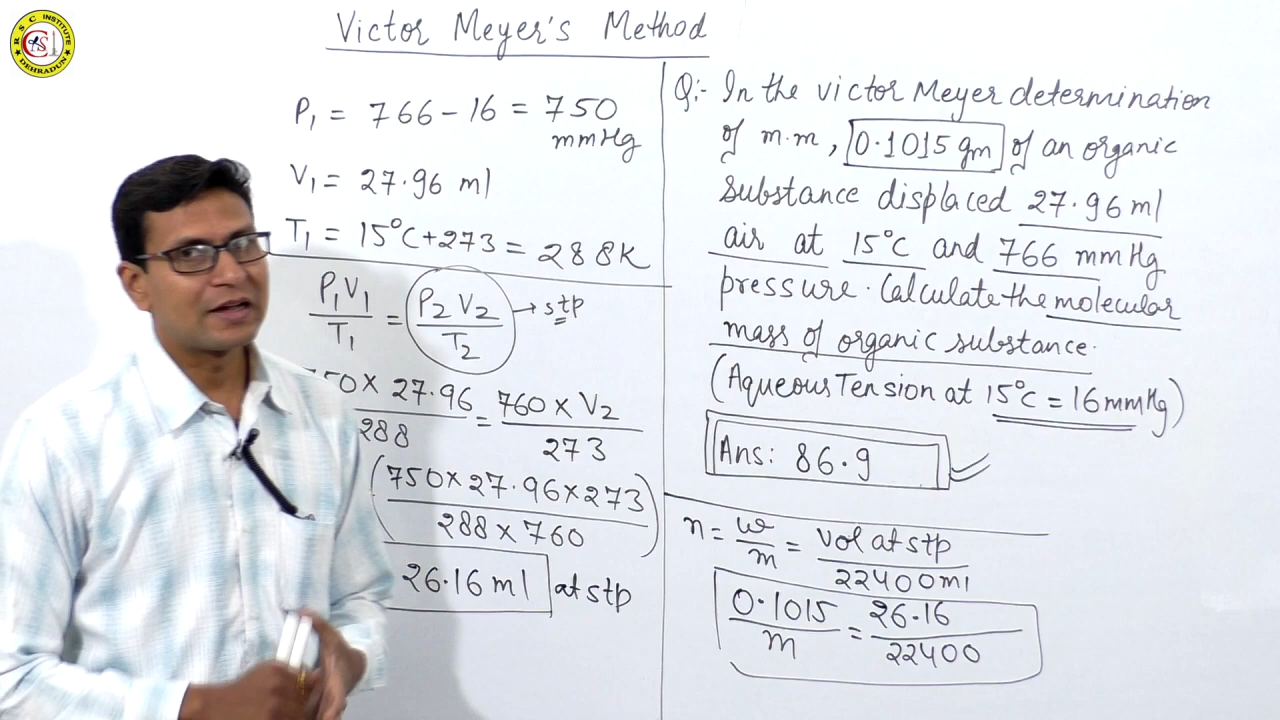 R S C INSTITUTE
DEHRADUN
Victor Meyer's Method
P₁ = 766 - 16 = 750
mmHg
V₁ = 27.96 ml
T₁ = 15°C + 273 = 288K
P₁V₁ / T₁ = P₂V₂ / T₂ → stp
50 × 27.96 / 288 = 760 × V₂ / 273
(750 × 27.96 × 273 / 288 × 760)
26.16 ml at stp
Q:- In the victor Meyer determination
of m.m, 0.1015 gm of an organic
substance displaced 27.96 ml
air at 15°C and 766 mmHg
pressure. Calculate the molecular
mass of organic substance.
(Aqueous Tension at 15°C = 16mmHg)
Ans: 86.9
n = w / m = vol at stp / 22400ml
0.1015 / m = 26.16 / 22400